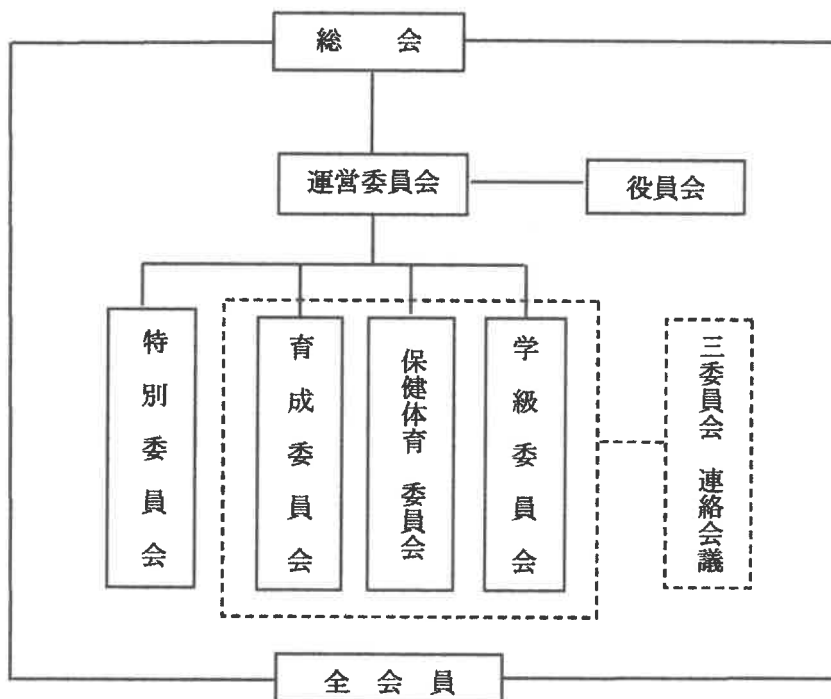 総　会
運営委員会
役員会
特別委員会
育成委員会
保健体育　委員会
学級委員会
三委員会　連絡会議
全　会　員